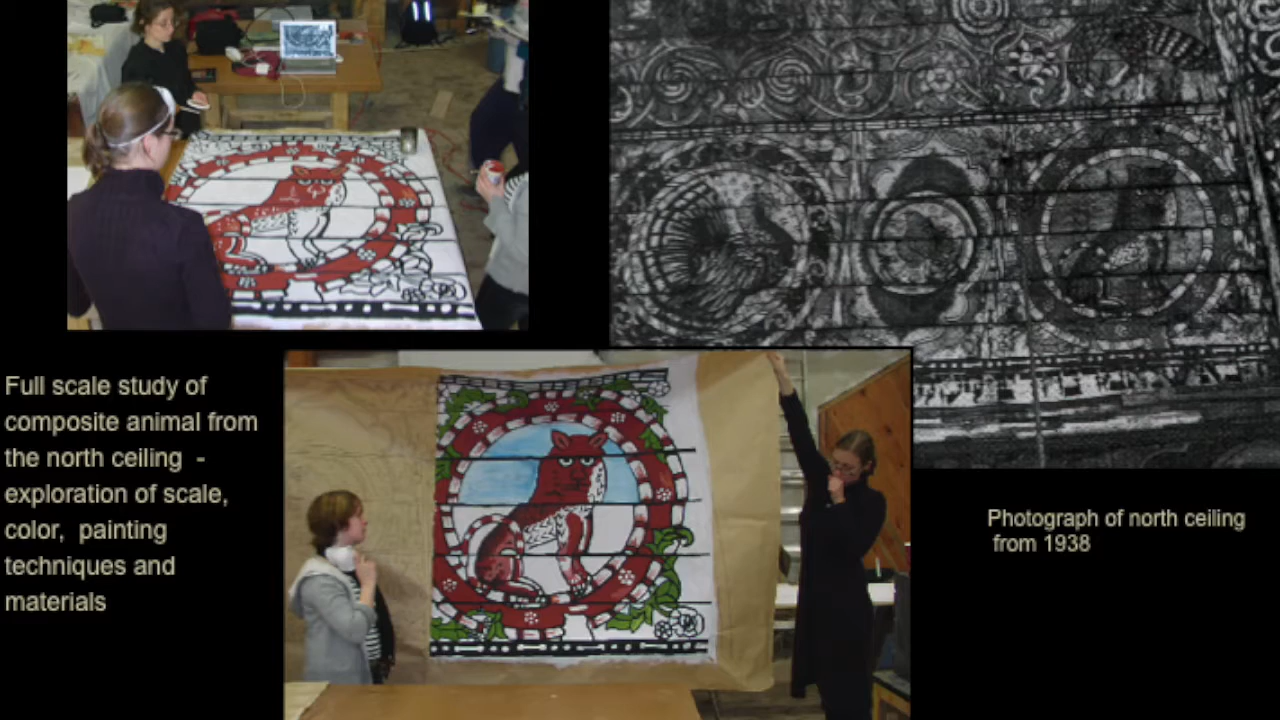 Full scale study of
composite animal from
the north ceiling -
exploration of scale,
color, painting
techniques and
materials
Photograph of north ceiling
from 1938